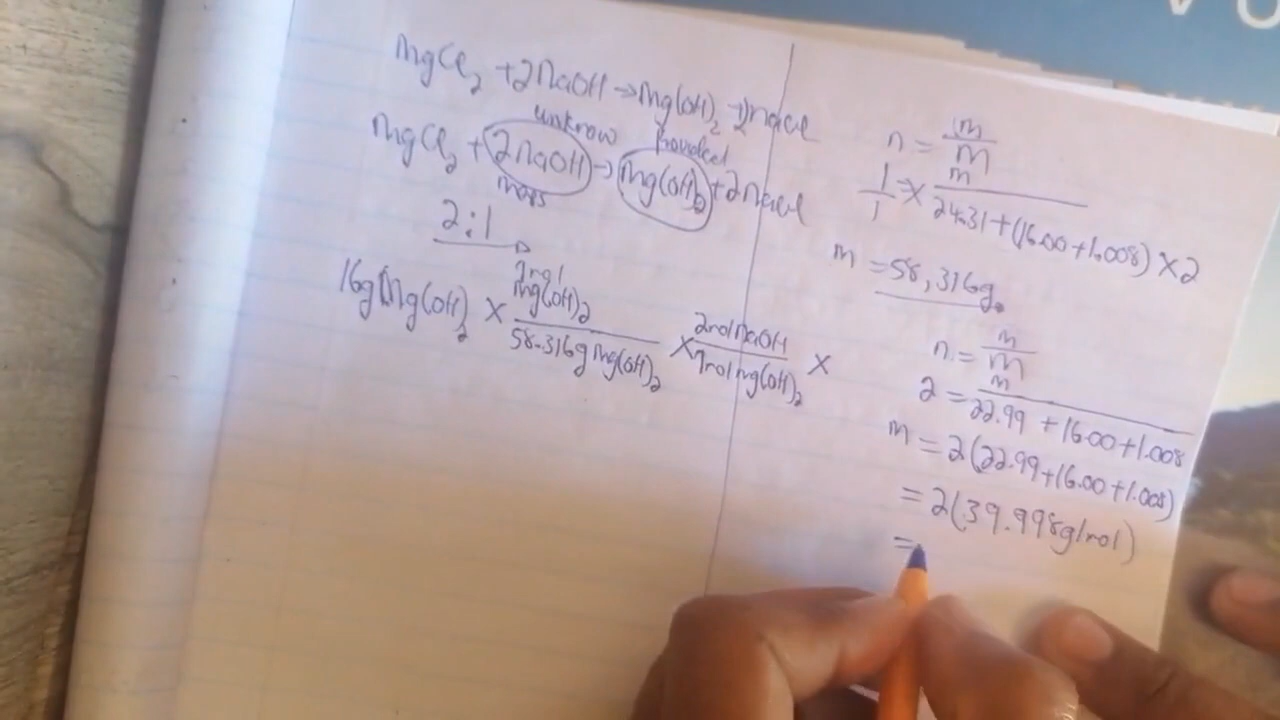 MgCl₂ + 2NaOH → Mg(OH)₂ + 2NaCl
unknow provided
MgCl₂ + 2NaOH → Mg(OH)₂ + 2NaCl
mass
2:1
1mol
Mg(OH)₂
16g Mg(OH)₂ × ―――― × 2mol NaOH ×
58.316g Mg(OH)₂ 1mol Mg(OH)₂
n = m/M
1/1 = × m/24.31+(16.00+1.008)×2
m = 58,316g.
n = m/M
2 = m/22.99 + 16.00 + 1.008
m = 2(22.99+16.00+1.008)
= 2(39.998g/mol)
=